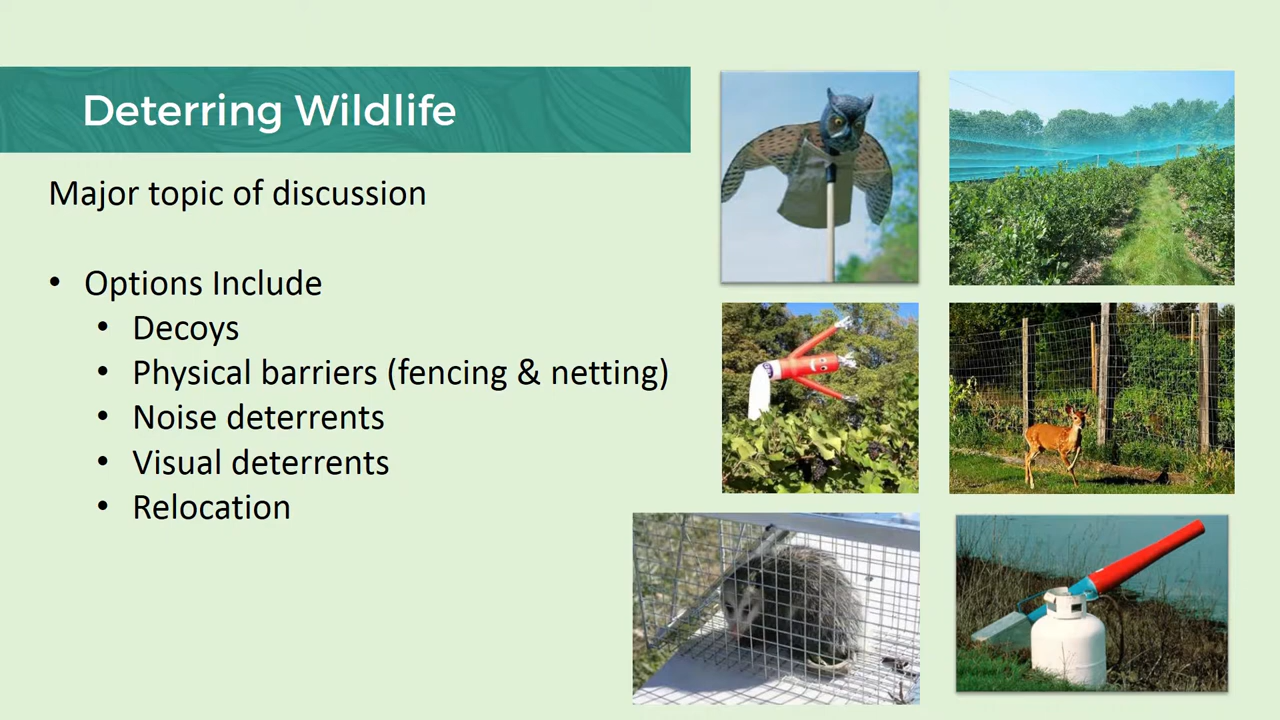 Deterring Wildlife
Major topic of discussion
• Options Include
• Decoys
• Physical barriers (fencing & netting)
• Noise deterrents
• Visual deterrents
• Relocation